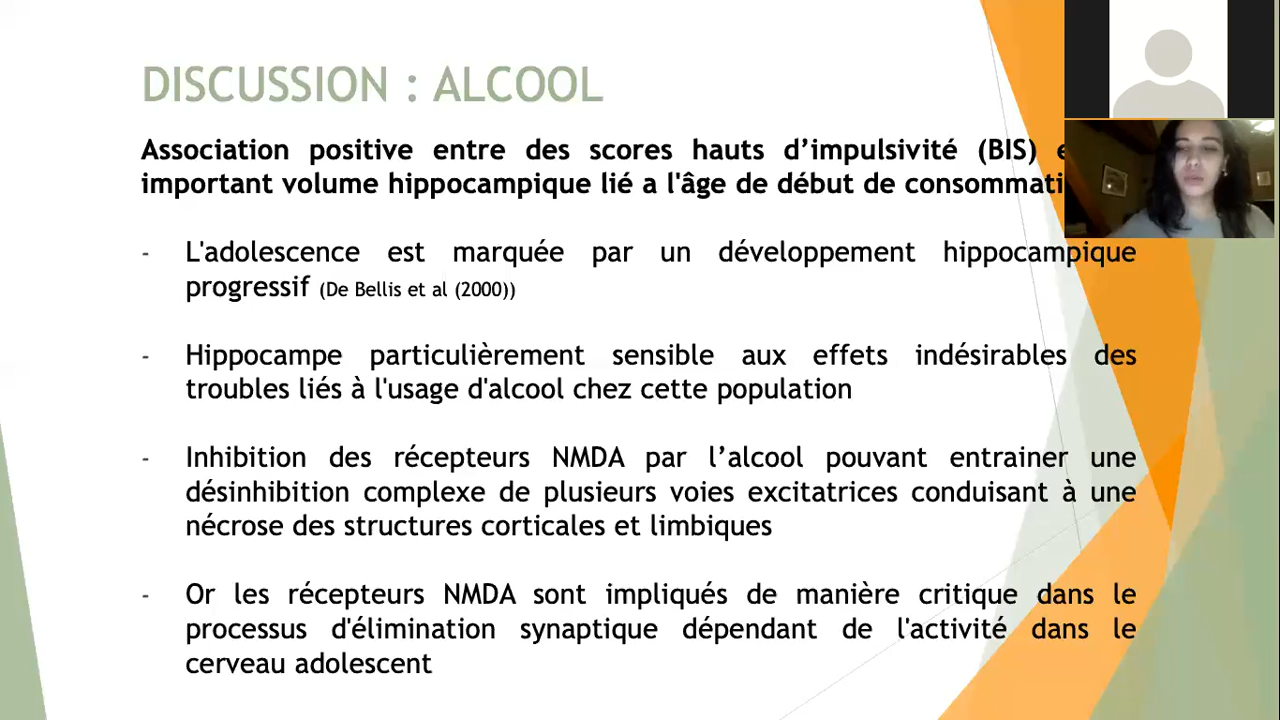 DISCUSSION : ALCOOL
Association positive entre des scores hauts d’impulsivité (BIS)
important volume hippocampique lié a l'âge de début de
- L'adolescence est marquée par un développement hippocampique
progressif (De Bellis et al (2000))
- Hippocampe particulièrement sensible aux effets indésirables des
troubles liés à l'usage d'alcool chez cette population
- Inhibition des récepteurs NMDA par l’alcool pouvant entrainer une
désinhibition complexe de plusieurs voies excitatrices conduisant à une
nécrose des structures corticales et limbiques
- Or les récepteurs NMDA sont impliqués de manière critique dans le
processus d'élimination synaptique dépendant de l'activité dans le
cerveau adolescent